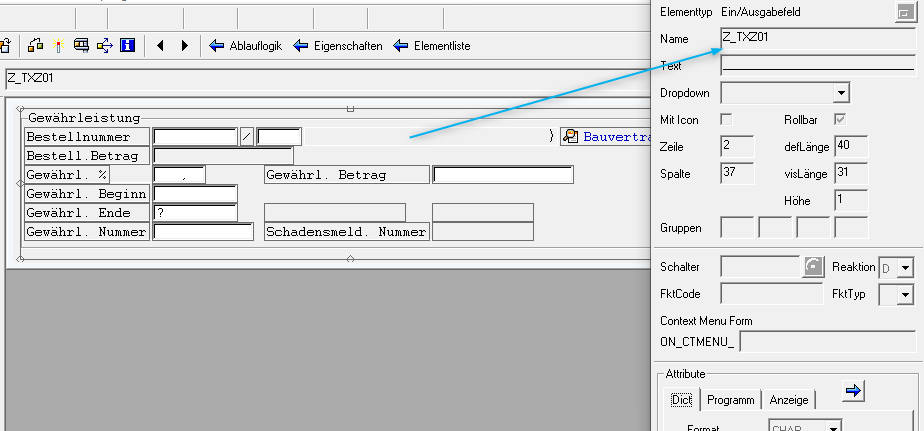 Ablauflogik Eigenschaften Elementliste
Z_TXZ01
Gewährleistung
Bestellnummer / ) Bauvertra
Bestell.Betrag
Gewährl. % , Gewährl. Betrag
Gewährl. Beginn
Gewährl. Ende ?
Gewährl. Nummer Schadensmeld. Nummer
Elementtyp Ein/Ausgabefeld
Name Z_TXZ01
Text
Dropdown
Mit Icon Rollbar
Zeile 2 defLänge 40
Spalte 37 visLänge 31
Höhe 1
Gruppen
Schalter Reaktion D
FktCode FktTyp
Context Menu Form
ON_CTMENU_
Attribute
Dict Programm Anzeige
Format CHAR